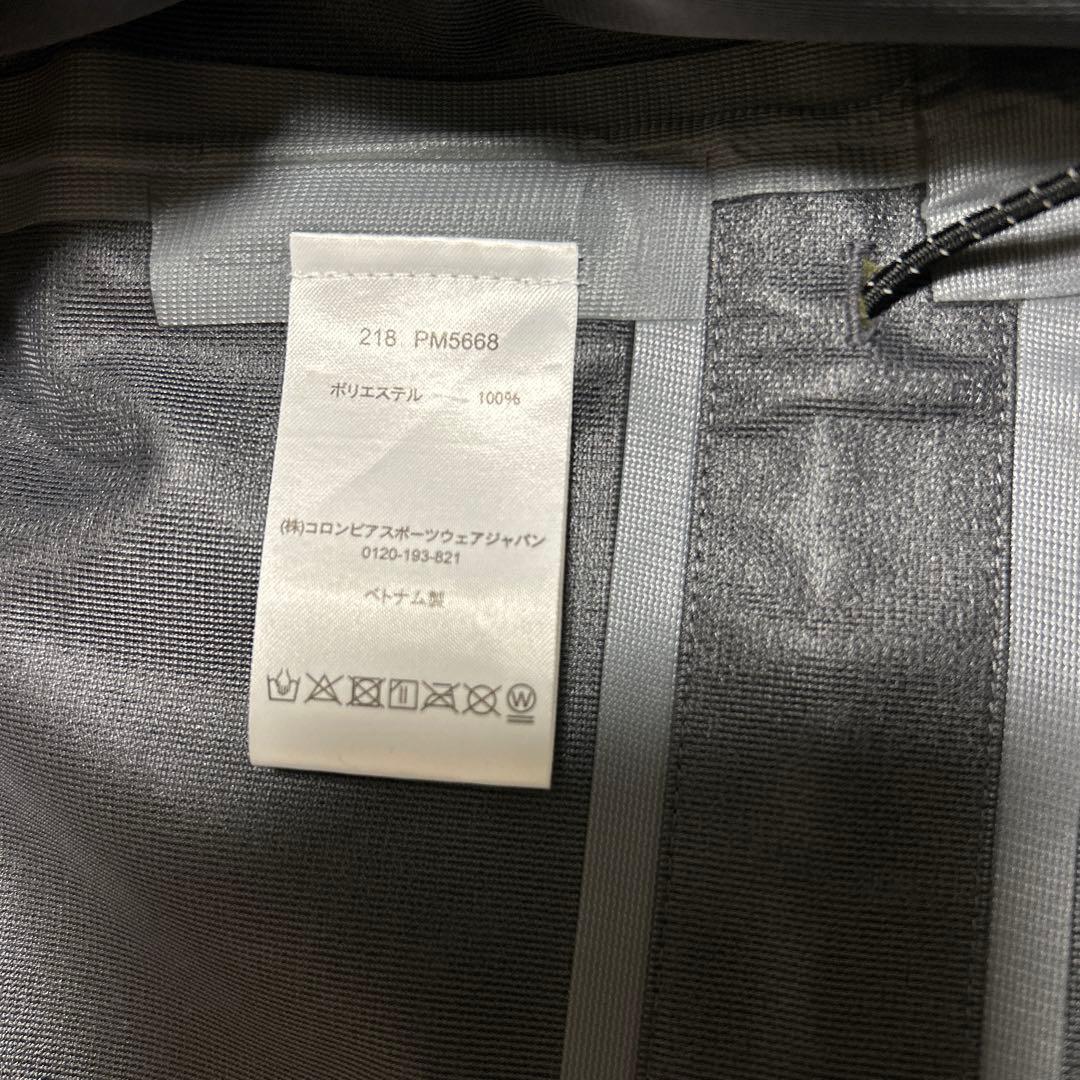 218 PM5668
ポリエステル 100%
(株)コロンビアスポーツウェアジャパン
0120-193-821
ベトナム製
W